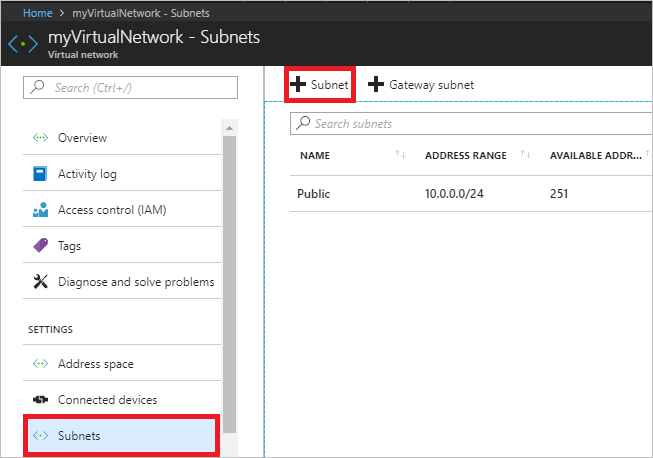 Home > myVirtualNetwork - Subnets
myVirtualNetwork - Subnets
Virtual network
Search (Ctrl+/)
Overview
Activity log
Access control (IAM)
Tags
Diagnose and solve problems
SETTINGS
Address space
Connected devices
Subnets
+ Subnet + Gateway subnet
Search subnets
NAME ADDRESS RANGE AVAILABLE ADDR...
Public 10.0.0.0/24 251